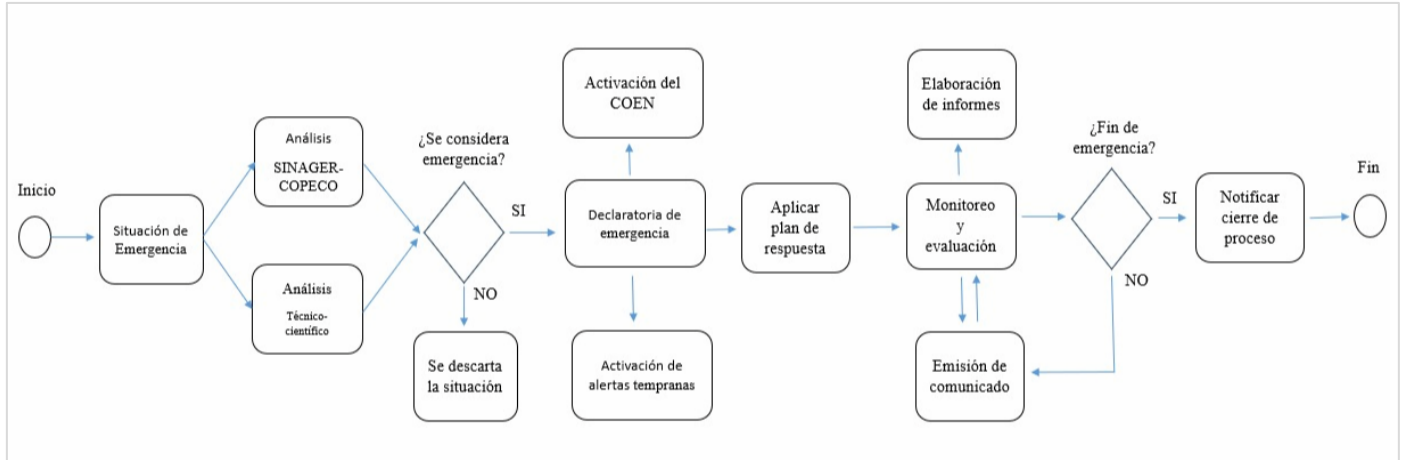 Inicio
Situación de
Emergencia
Análisis
SINAGER-
COPECO
Análisis
Técnico-
científico
¿Se considera
emergencia?
SI
NO
Se descarta
la situación
Activación del
COEN
Declaratoria de
emergencia
Activación de
alertas tempranas
Aplicar
plan de
respuesta
Elaboración
de informes
Monitoreo
y
evaluación
Emisión de
comunicado
¿Fin de
emergencia?
SI
NO
Notificar
cierre de
proceso
Fin